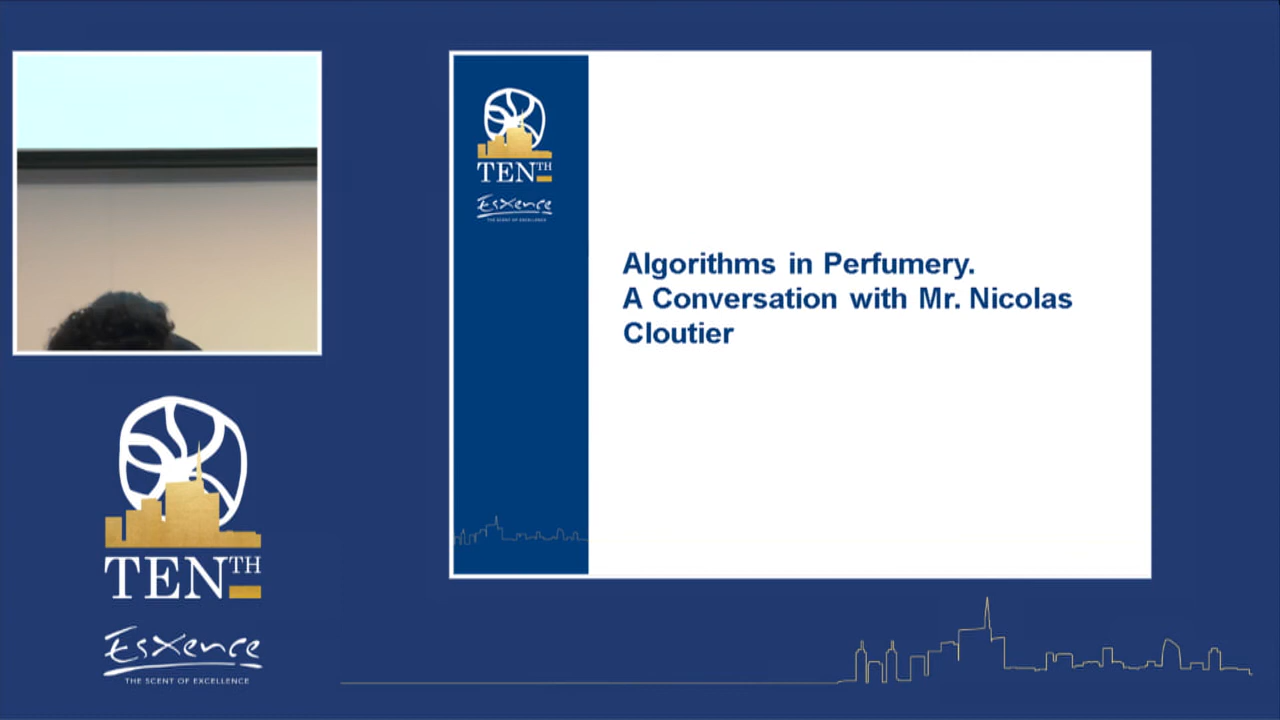 TENTH
Esxence
THE SCENT OF EXCELLENCE
Algorithms in Perfumery.
A Conversation with Mr. Nicolas
Cloutier
TENTH
Esxence
THE SCENT OF EXCELLENCE